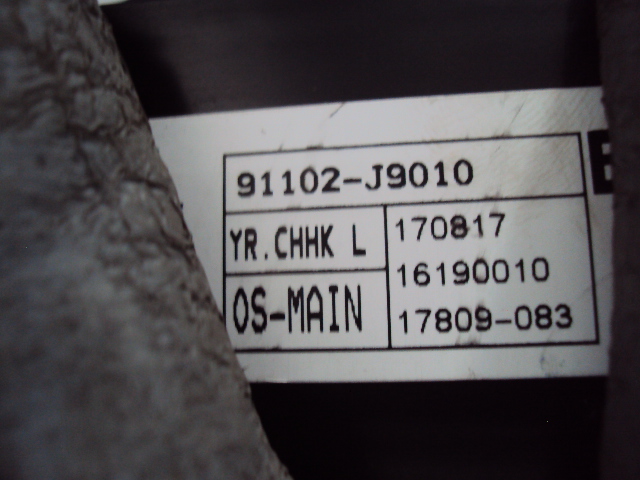 91102-J9010
YR.CHHK L
170817
16190010
OS-MAIN
17809-083